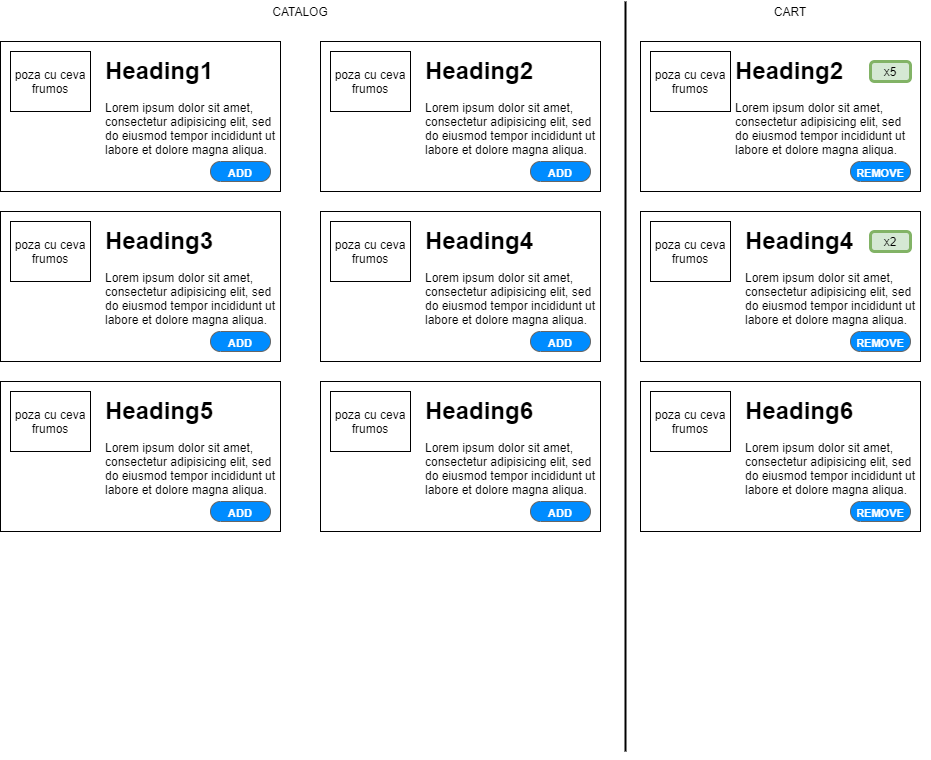 CATALOG
poza cu ceva
frumos
Heading1
Lorem ipsum dolor sit amet,
consectetur adipisicing elit, sed
do eiusmod tempor incididunt ut
labore et dolore magna aliqua.
ADD
poza cu ceva
frumos
Heading2
Lorem ipsum dolor sit amet,
consectetur adipisicing elit, sed
do eiusmod tempor incididunt ut
labore et dolore magna aliqua.
ADD
poza cu ceva
frumos
Heading3
Lorem ipsum dolor sit amet,
consectetur adipisicing elit, sed
do eiusmod tempor incididunt ut
labore et dolore magna aliqua.
ADD
poza cu ceva
frumos
Heading4
Lorem ipsum dolor sit amet,
consectetur adipisicing elit, sed
do eiusmod tempor incididunt ut
labore et dolore magna aliqua.
ADD
poza cu ceva
frumos
Heading5
Lorem ipsum dolor sit amet,
consectetur adipisicing elit, sed
do eiusmod tempor incididunt ut
labore et dolore magna aliqua.
ADD
poza cu ceva
frumos
Heading6
Lorem ipsum dolor sit amet,
consectetur adipisicing elit, sed
do eiusmod tempor incididunt ut
labore et dolore magna aliqua.
ADD
CART
poza cu ceva
frumos
Heading2
x5
Lorem ipsum dolor sit amet,
consectetur adipisicing elit, sed
do eiusmod tempor incididunt ut
labore et dolore magna aliqua.
REMOVE
poza cu ceva
frumos
Heading4
x2
Lorem ipsum dolor sit amet,
consectetur adipisicing elit, sed
do eiusmod tempor incididunt ut
labore et dolore magna aliqua.
REMOVE
poza cu ceva
frumos
Heading6
Lorem ipsum dolor sit amet,
consectetur adipisicing elit, sed
do eiusmod tempor incididunt ut
labore et dolore magna aliqua.
REMOVE